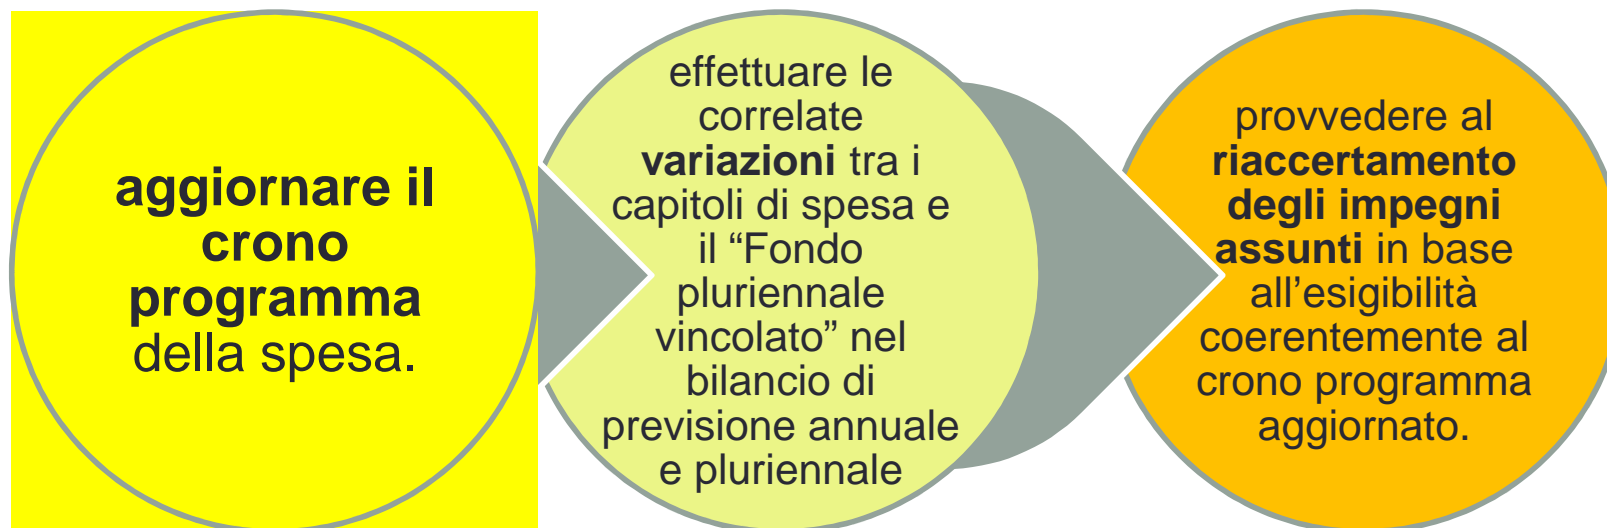 aggiornare il
crono
programma
della spesa.
effettuare le
correlate
variazioni tra i
capitoli di spesa e
il “Fondo
pluriennale
vincolato” nel
bilancio di
previsione annuale
e pluriennale
provvedere al
riaccertamento
degli impegni
assunti in base
all’esigibilità
coerentemente al
crono programma
aggiornato.